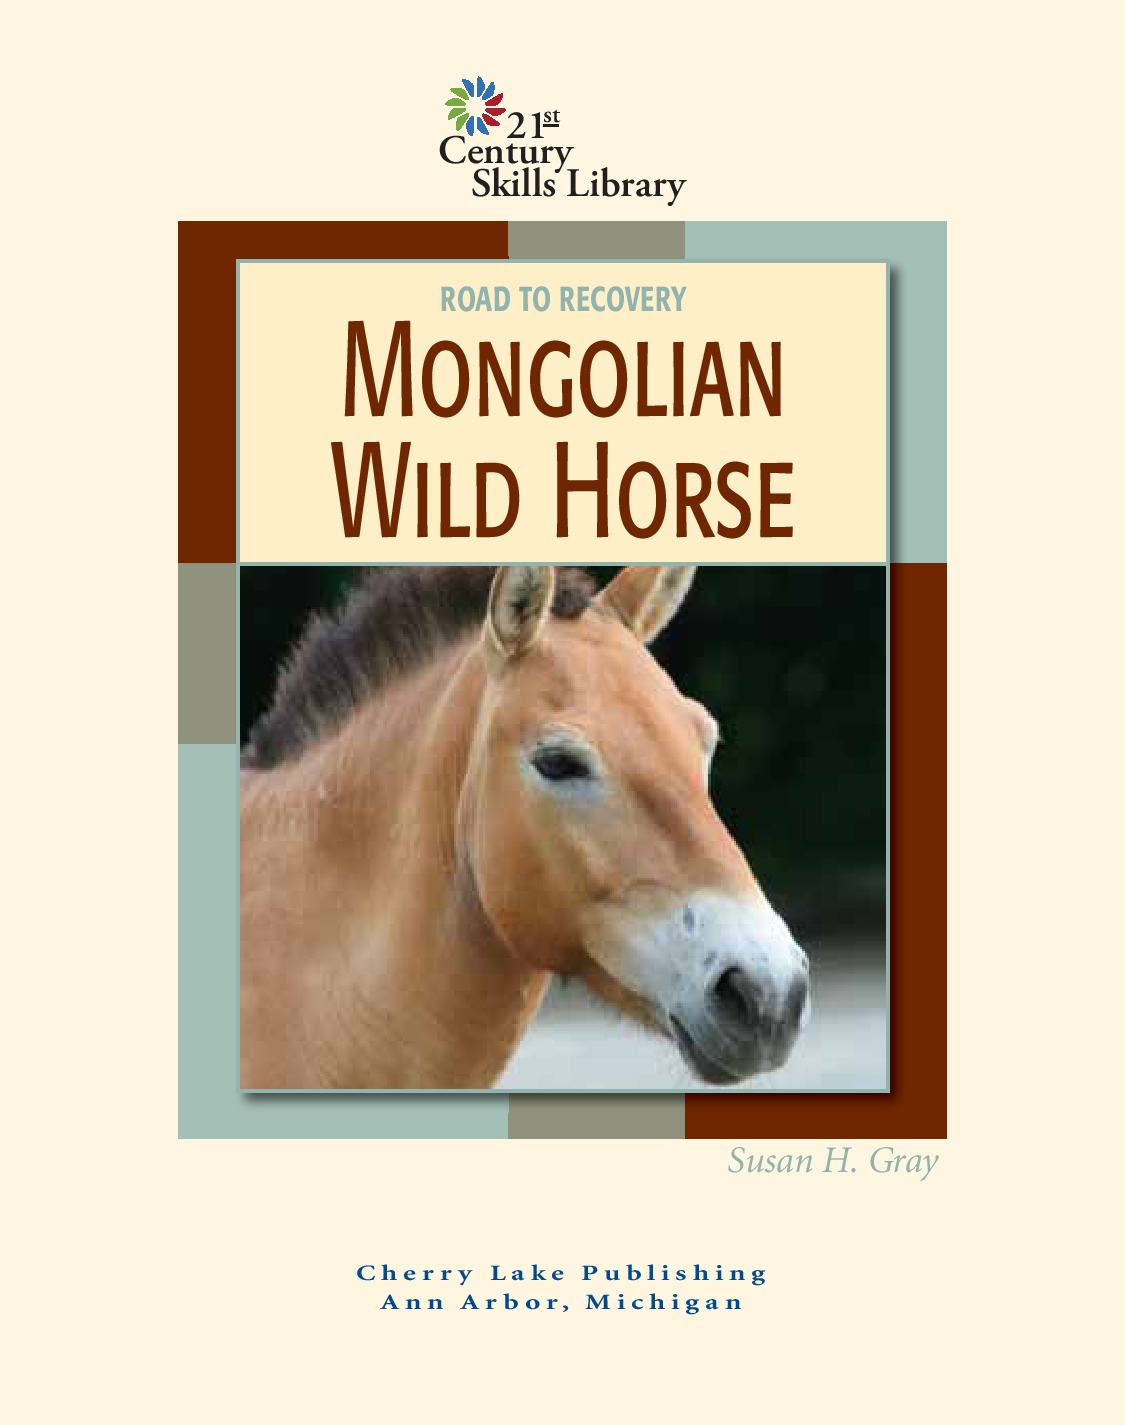 21st
Century
Skills Library
ROAD TO RECOVERY
MONGOLIAN
WILD HORSE
Susan H. Gray
Cherry Lake Publishing
Ann Arbor, Michigan